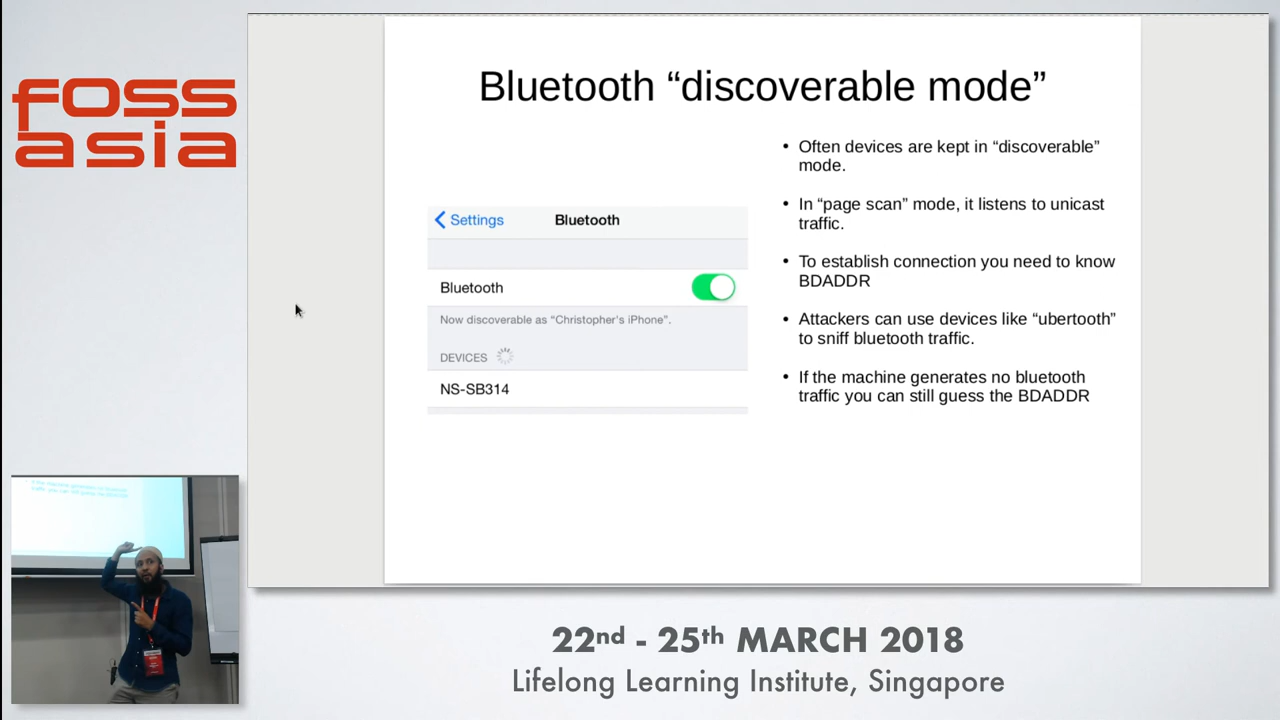 foss
asia
Bluetooth “discoverable mode”
Settings
Bluetooth
Bluetooth
Now discoverable as “Christopher’s iPhone”.
DEVICES
NS-SB314
• Often devices are kept in “discoverable”
mode.
• In “page scan” mode, it listens to unicast
traffic.
• To establish connection you need to know
BDADDR
• Attackers can use devices like “ubertooth”
to sniff bluetooth traffic.
• If the machine generates no bluetooth
traffic you can still guess the BDADDR
22nd - 25th MARCH 2018
Lifelong Learning Institute, Singapore